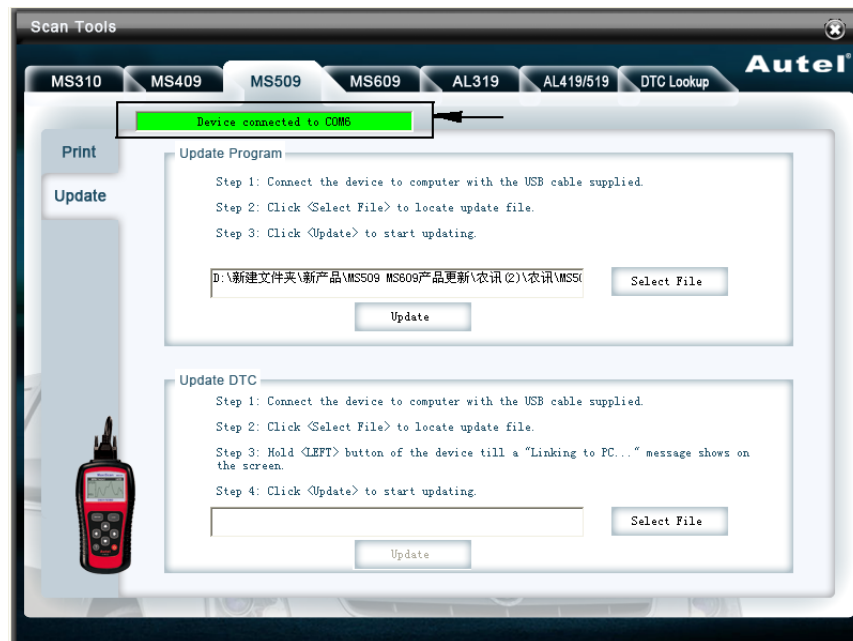 Scan Tools
Autel
MS310 MS409 MS509 MS609 AL319 AL419/519 DTC Lookup
Device connected to COM6
Print
Update
Update Program
Step 1: Connect the device to computer with the USB cable supplied.
Step 2: Click <Select File> to locate update file.
Step 3: Click <Update> to start updating.
D:\新建文件夹\新产品\MS509 MS609产品更新\农讯(2)\农讯\MS50
Select File
Update
Update DTC
Step 1: Connect the device to computer with the USB cable supplied.
Step 2: Click <Select File> to locate update file.
Step 3: Hold <LEFT> button of the device till a "Linking to PC..." message shows on
the screen.
Step 4: Click <Update> to start updating.
Select File
Update